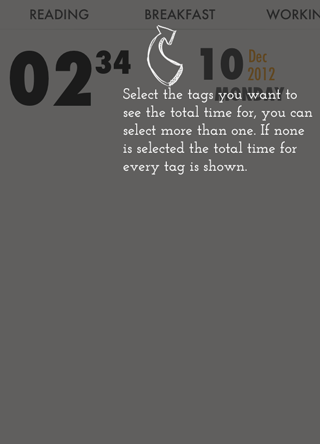 READING BREAKFAST WORKIN
02 34 10 Dec
2012
MONDAY
Select the tags you want to
see the total time for, you can
select more than one. If none
is selected the total time for
every tag is shown.